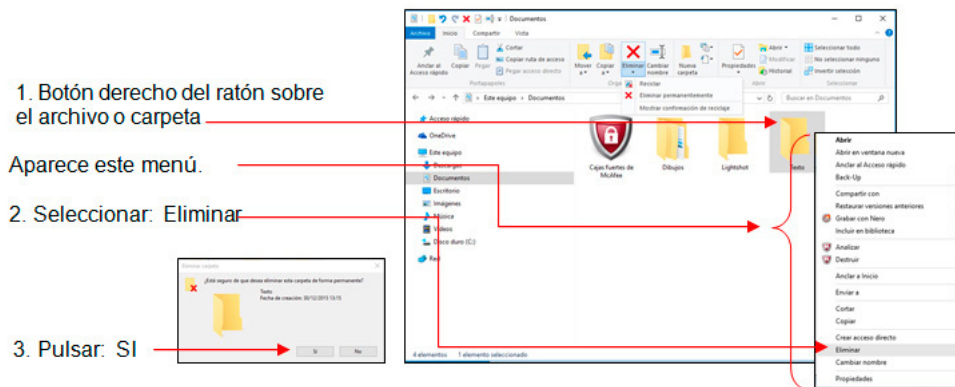 1. Botón derecho del ratón sobre
el archivo o carpeta
Aparece este menú.
2. Seleccionar: Eliminar
3. Pulsar: SI
Eliminar carpeta
¿Está seguro de que desea eliminar esta carpeta de forma permanente?
Texto
Fecha de creación: 30/12/2015 13:15
Sí No
Documentos
Archivo Inicio Compartir Vista
Anclar al
Acceso rápido
Copiar
Pegar
Cortar
Copiar ruta de acceso
Pegar acceso directo
Portapapeles
Mover
a
Copiar
a
Eliminar
Cambiar
nombre
Nueva
carpeta
Propiedades
Abrir
Modificar
Historial
Abrir
Seleccionar todo
No seleccionar ninguno
Invertir selección
Seleccionar
Reciclar
Eliminar permanentemente
Mostrar confirmación de reciclaje
Este equipo > Documentos
Buscar en Documentos
Acceso rápido
OneDrive
Este equipo
Descargas
Documentos
Escritorio
Imágenes
Música
Vídeos
Disco duro (C:)
Red
Cajas fuertes de
McAfee
Dibujos
Lightshot
Texto
4 elementos 1 elemento seleccionado
Abrir
Abrir en ventana nueva
Anclar al Acceso rápido
Back-Up
Compartir con
Restaurar versiones anteriores
Grabar con Nero
Incluir en biblioteca
Analizar
Destruir
Anclar a Inicio
Enviar a
Cortar
Copiar
Crear acceso directo
Eliminar
Cambiar nombre
Propiedades